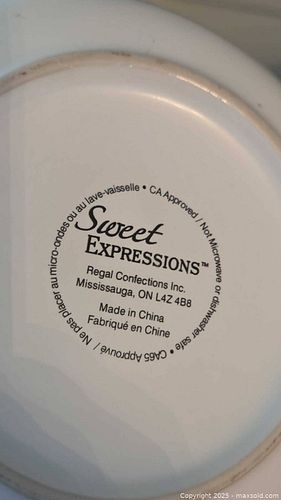 Sweet
EXPRESSIONS™
Regal Confections Inc.
Mississauga, ON L4Z 4B8
Made in China
Fabriqué en Chine
CA Approved / Not Microwave or dishwasher safe • CA65 Approuvé / Ne pas placer au micro-ondes ou au lave-vaisselle •
Copyright 2025 - maxsold.com